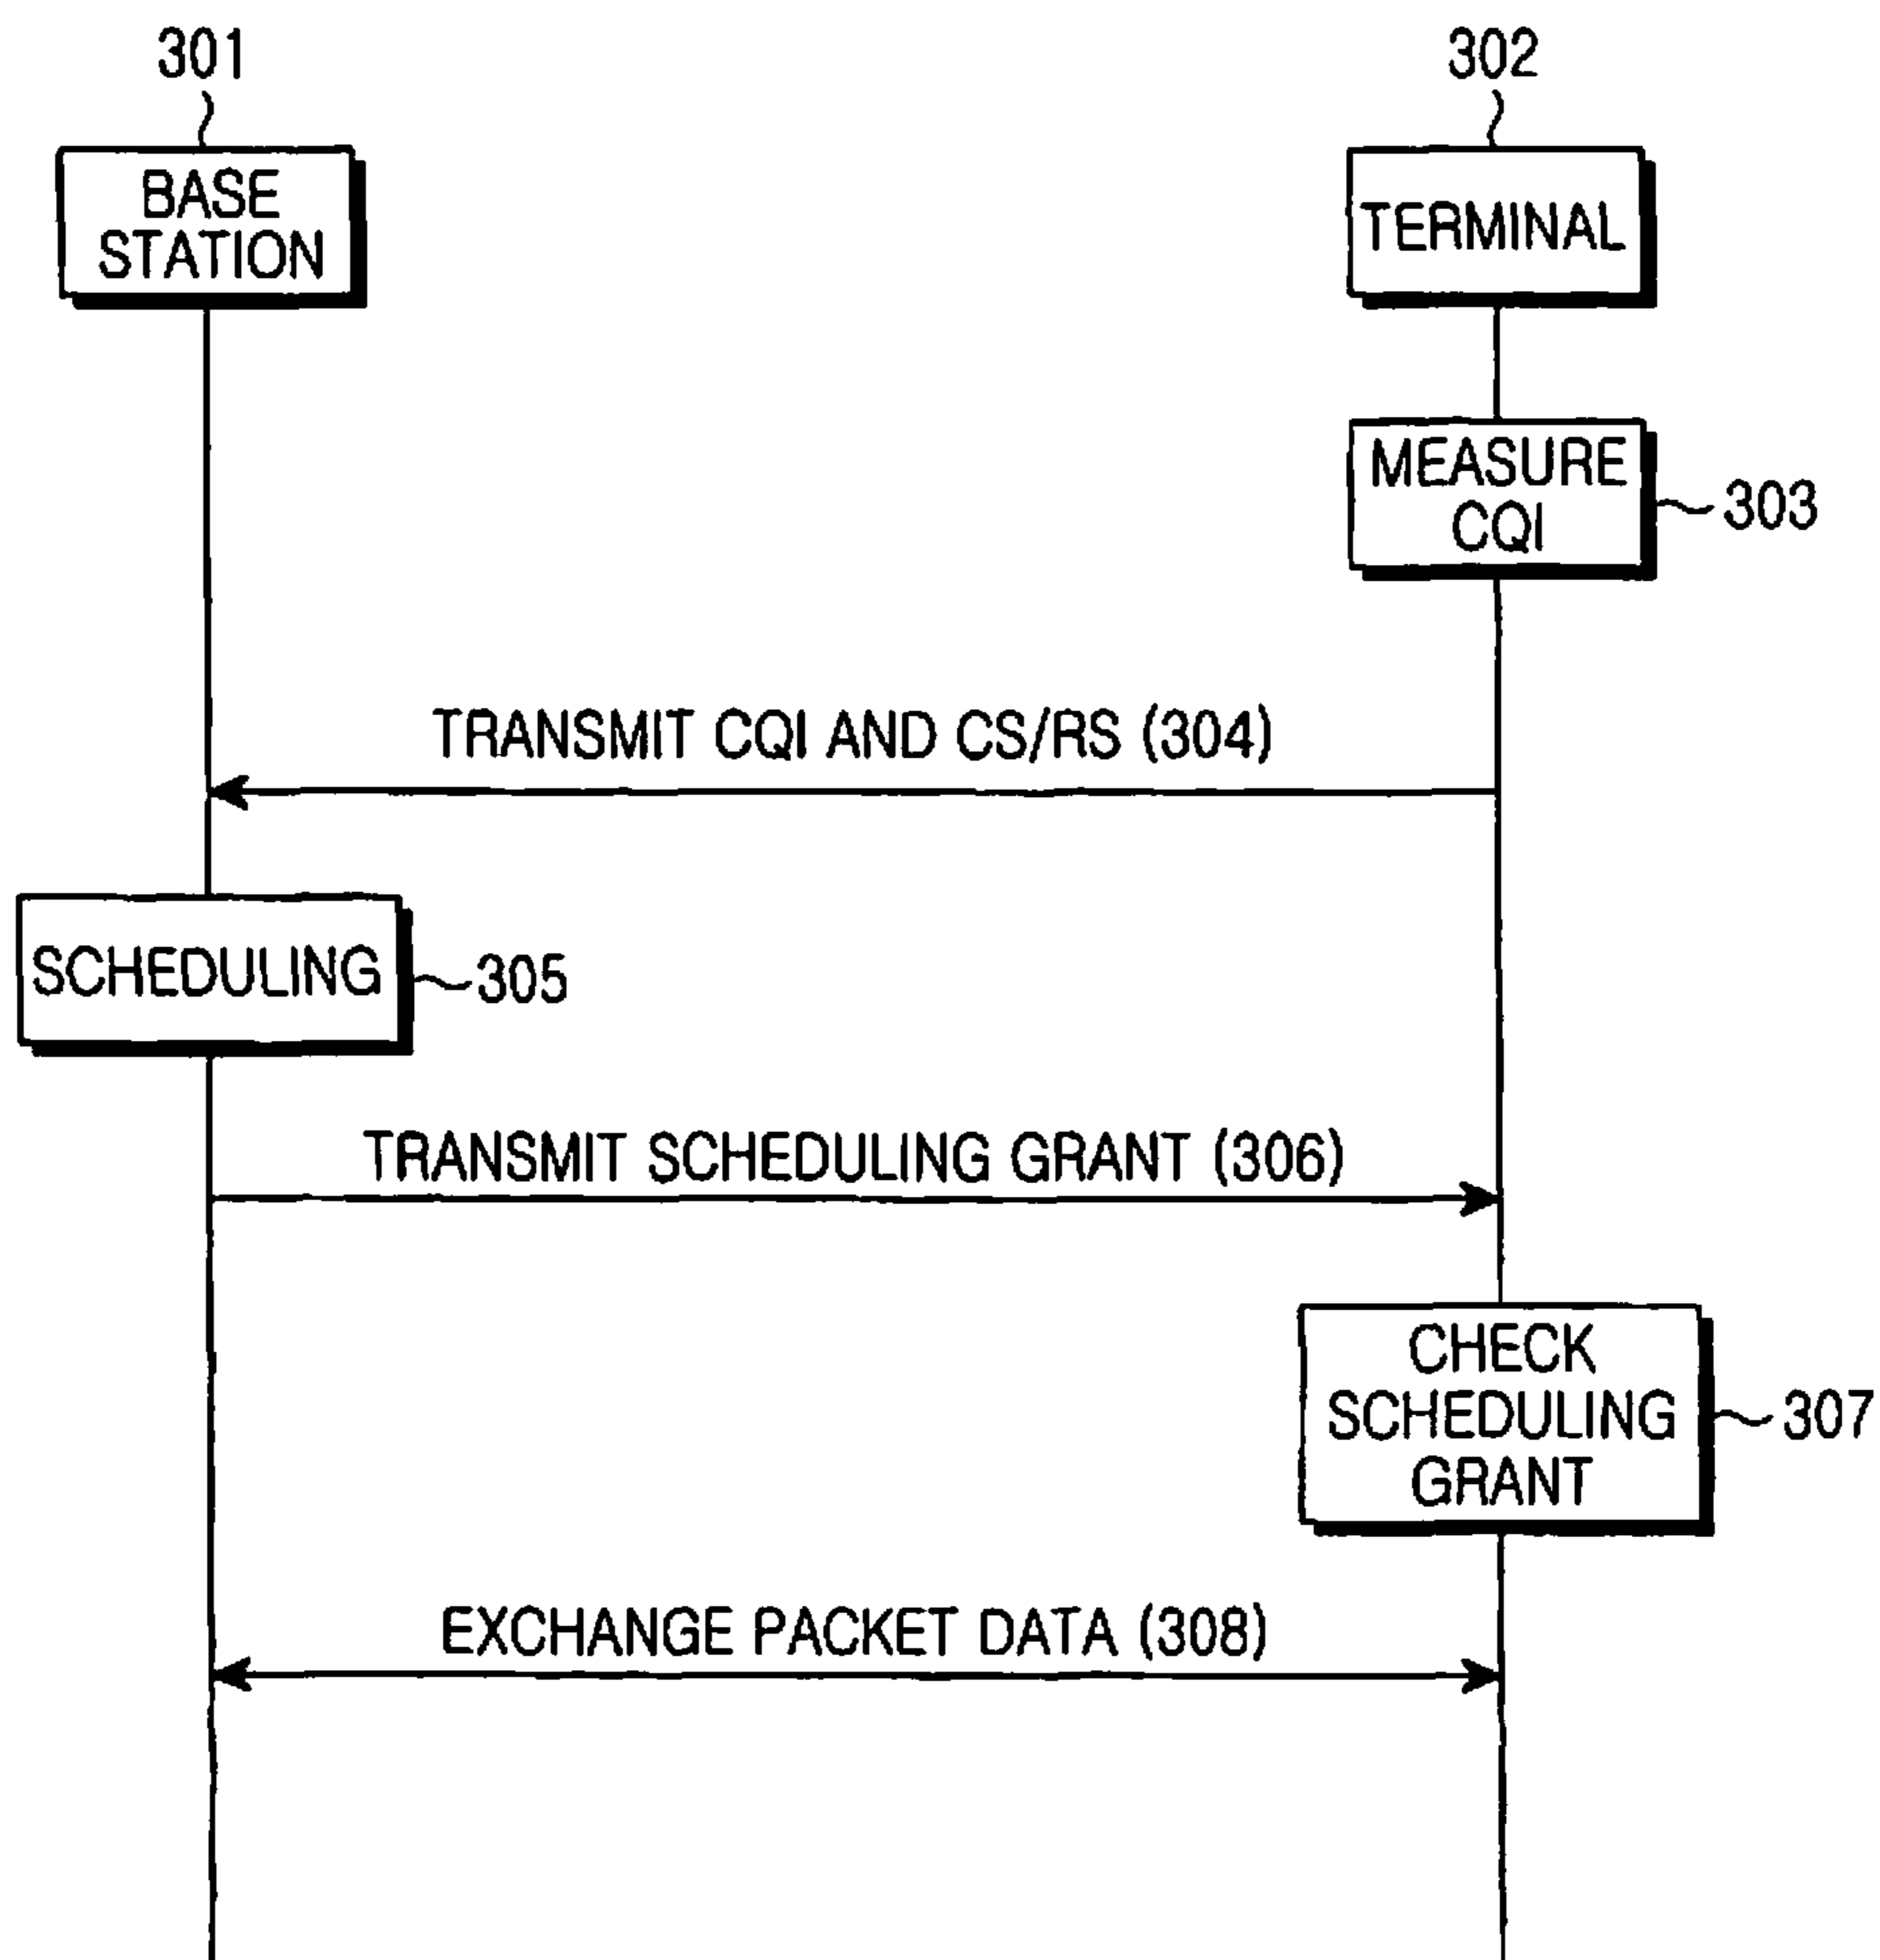 301
302
BASE
STATION
TERMINAL
MEASURE
CQI
303
TRANSMIT CQI AND CS/RS (304)
SCHEDULING
305
TRANSMIT SCHEDULING GRANT (306)
CHECK
SCHEDULING
GRANT
307
EXCHANGE PACKET DATA (308)